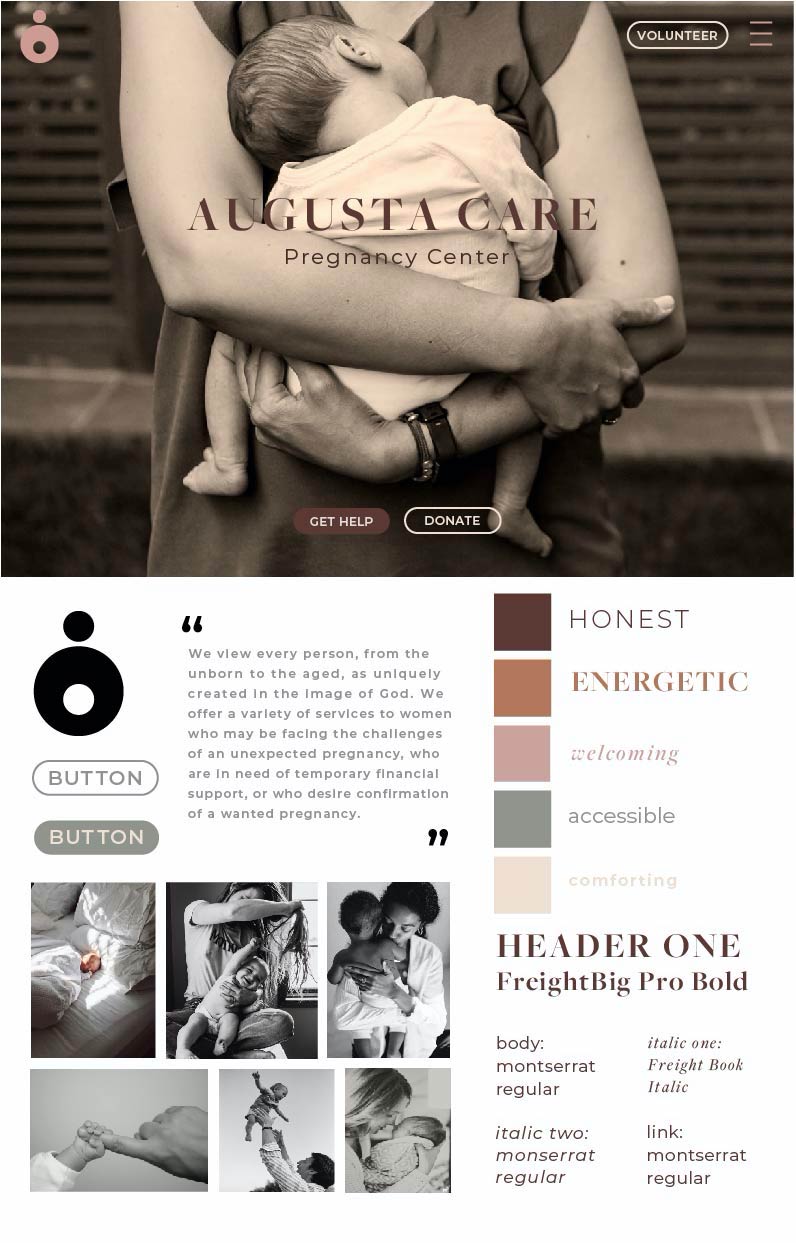 VOLUNTEER
AUGUSTA CARE
Pregnancy Center
GET HELP
DONATE
“
We view every person, from the
unborn to the aged, as uniquely
created in the image of God. We
offer a variety of services to women
who may be facing the challenges
of an unexpected pregnancy, who
are in need of temporary financial
support, or who desire confirmation
of a wanted pregnancy.
”
BUTTON
BUTTON
HONEST
ENERGETIC
welcoming
accessible
comforting
HEADER ONE
FreightBig Pro Bold
body:
montserrat
regular
italic one:
Freight Book
Italic
italic two:
monserrat
regular
link:
montserrat
regular